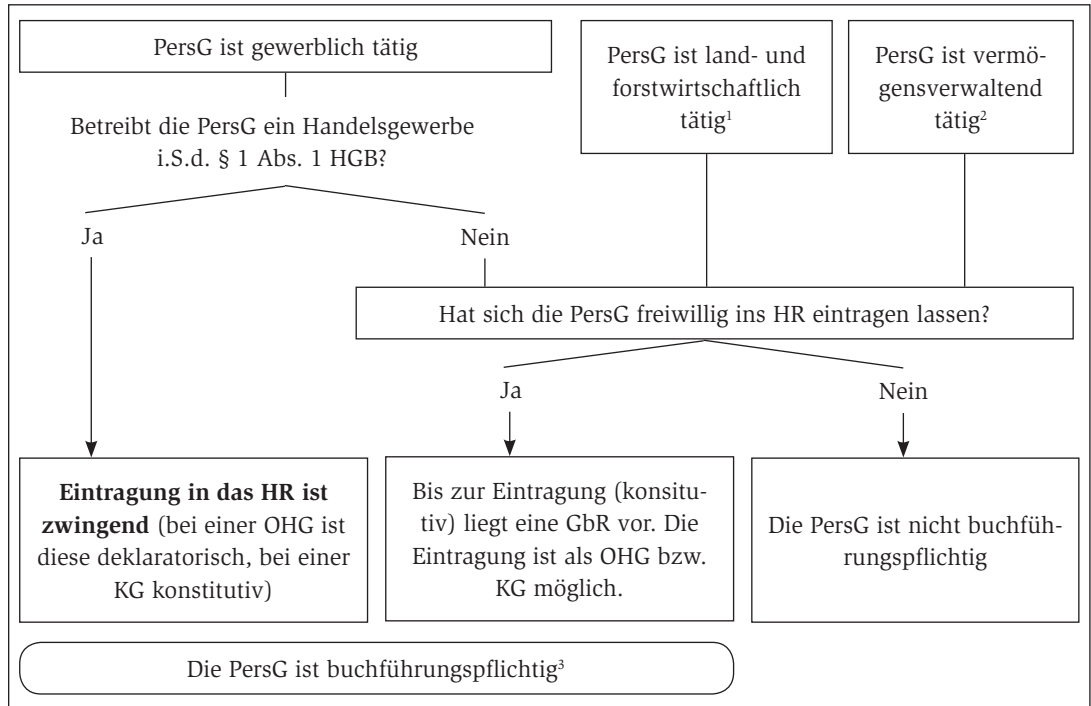 PersG ist gewerblich tätig
PersG ist land- und
forstwirtschaftlich
tätig¹
PersG ist vermö-
gensverwaltend
tätig²
Betreibt die PersG ein Handelsgewerbe
i.S.d. § 1 Abs. 1 HGB?
Ja
Nein
Hat sich die PersG freiwillig ins HR eintragen lassen?
Ja
Nein
Eintragung in das HR ist
zwingend (bei einer OHG ist
diese deklaratorisch, bei einer
KG konstitutiv)
Bis zur Eintragung (konsitu-
tiv) liegt eine GbR vor. Die
Eintragung ist als OHG bzw.
KG möglich.
Die PersG ist nicht buchfüh-
rungspflichtig
Die PersG ist buchführungspflichtig³